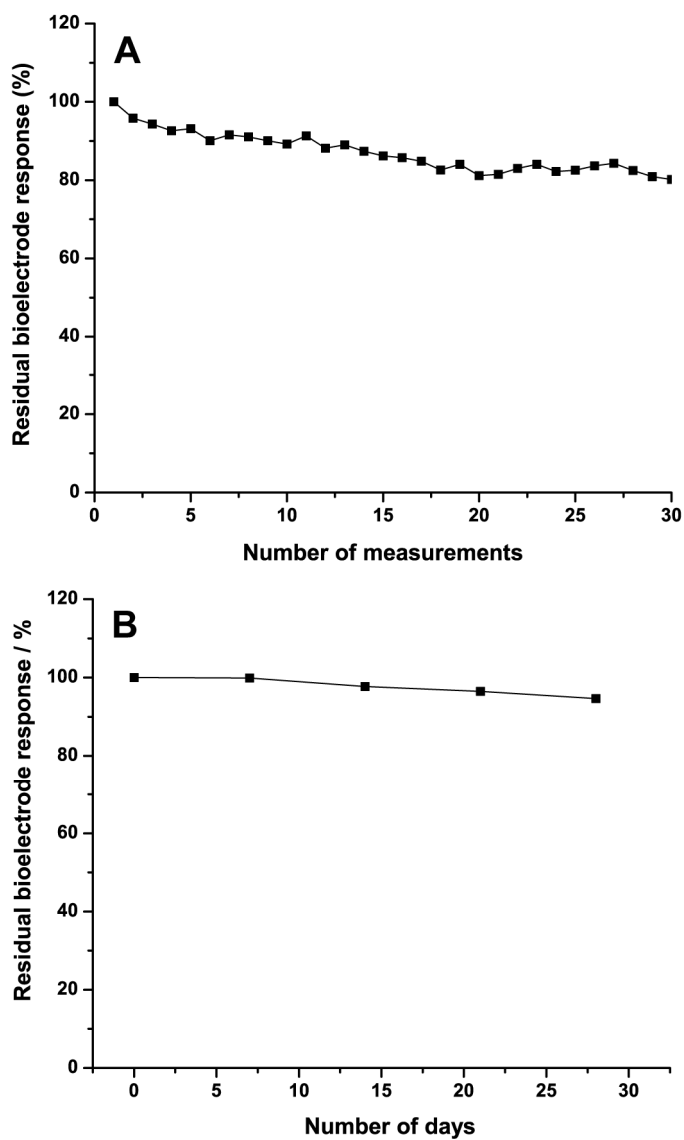 A
Residual bioelectrode response (%)
120
100
80
60
40
20
0
0 5 10 15 20 25 30
Number of measurements
B
Residual bioelectrode response / %
120
100
80
60
40
20
0
0 5 10 15 20 25 30
Number of days